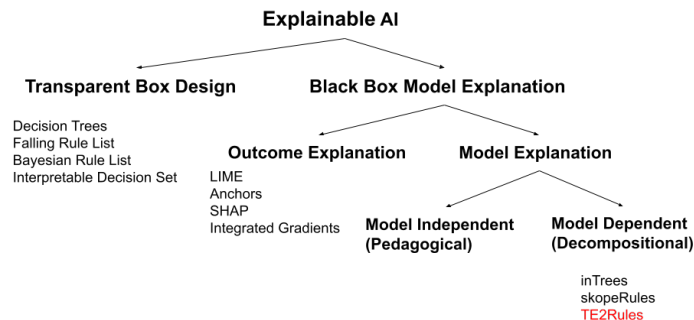 Explainable AI
Transparent Box Design
Black Box Model Explanation
Decision Trees
Falling Rule List
Bayesian Rule List
Interpretable Decision Set
Outcome Explanation
Model Explanation
LIME
Anchors
SHAP
Integrated Gradients
Model Independent
(Pedagogical)
Model Dependent
(Decompositional)
inTrees
skopeRules
TE2Rules